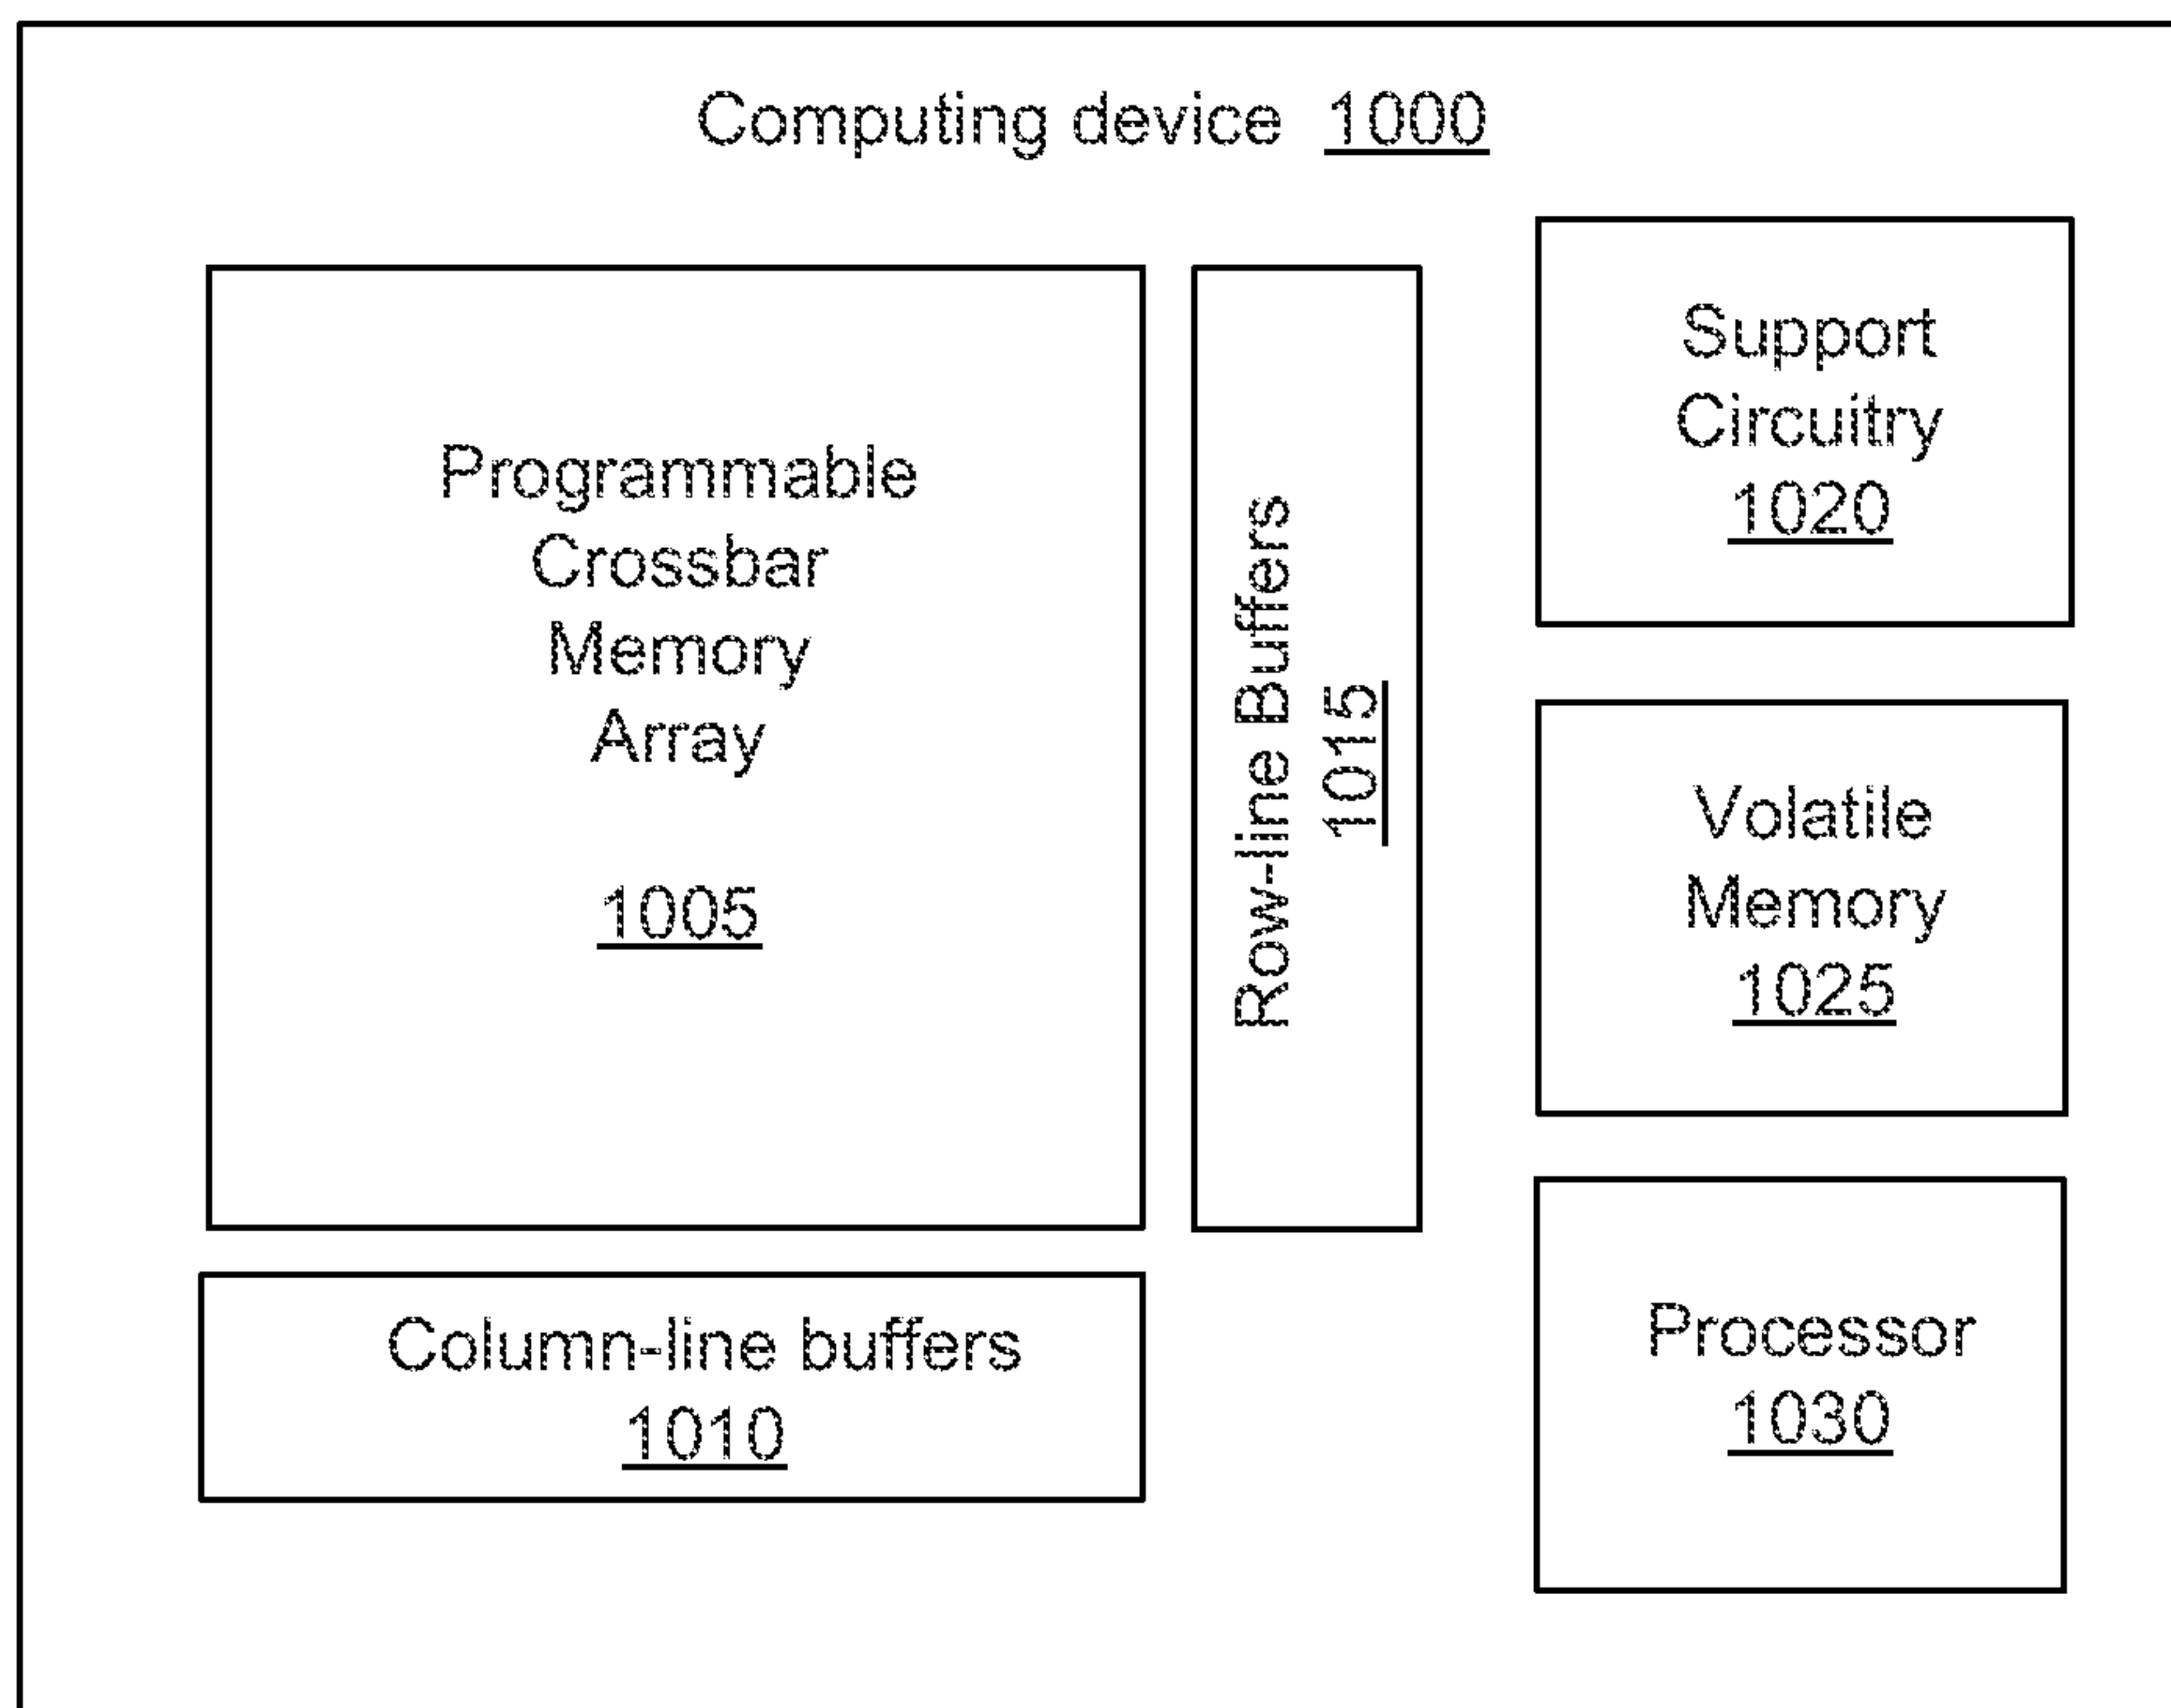 Computing device 1000
Programmable
Crossbar
Memory
Array
1005
Row-line Buffers
1015
Column-line buffers
1010
Support
Circuitry
1020
Volatile
Memory
1025
Processor
1030